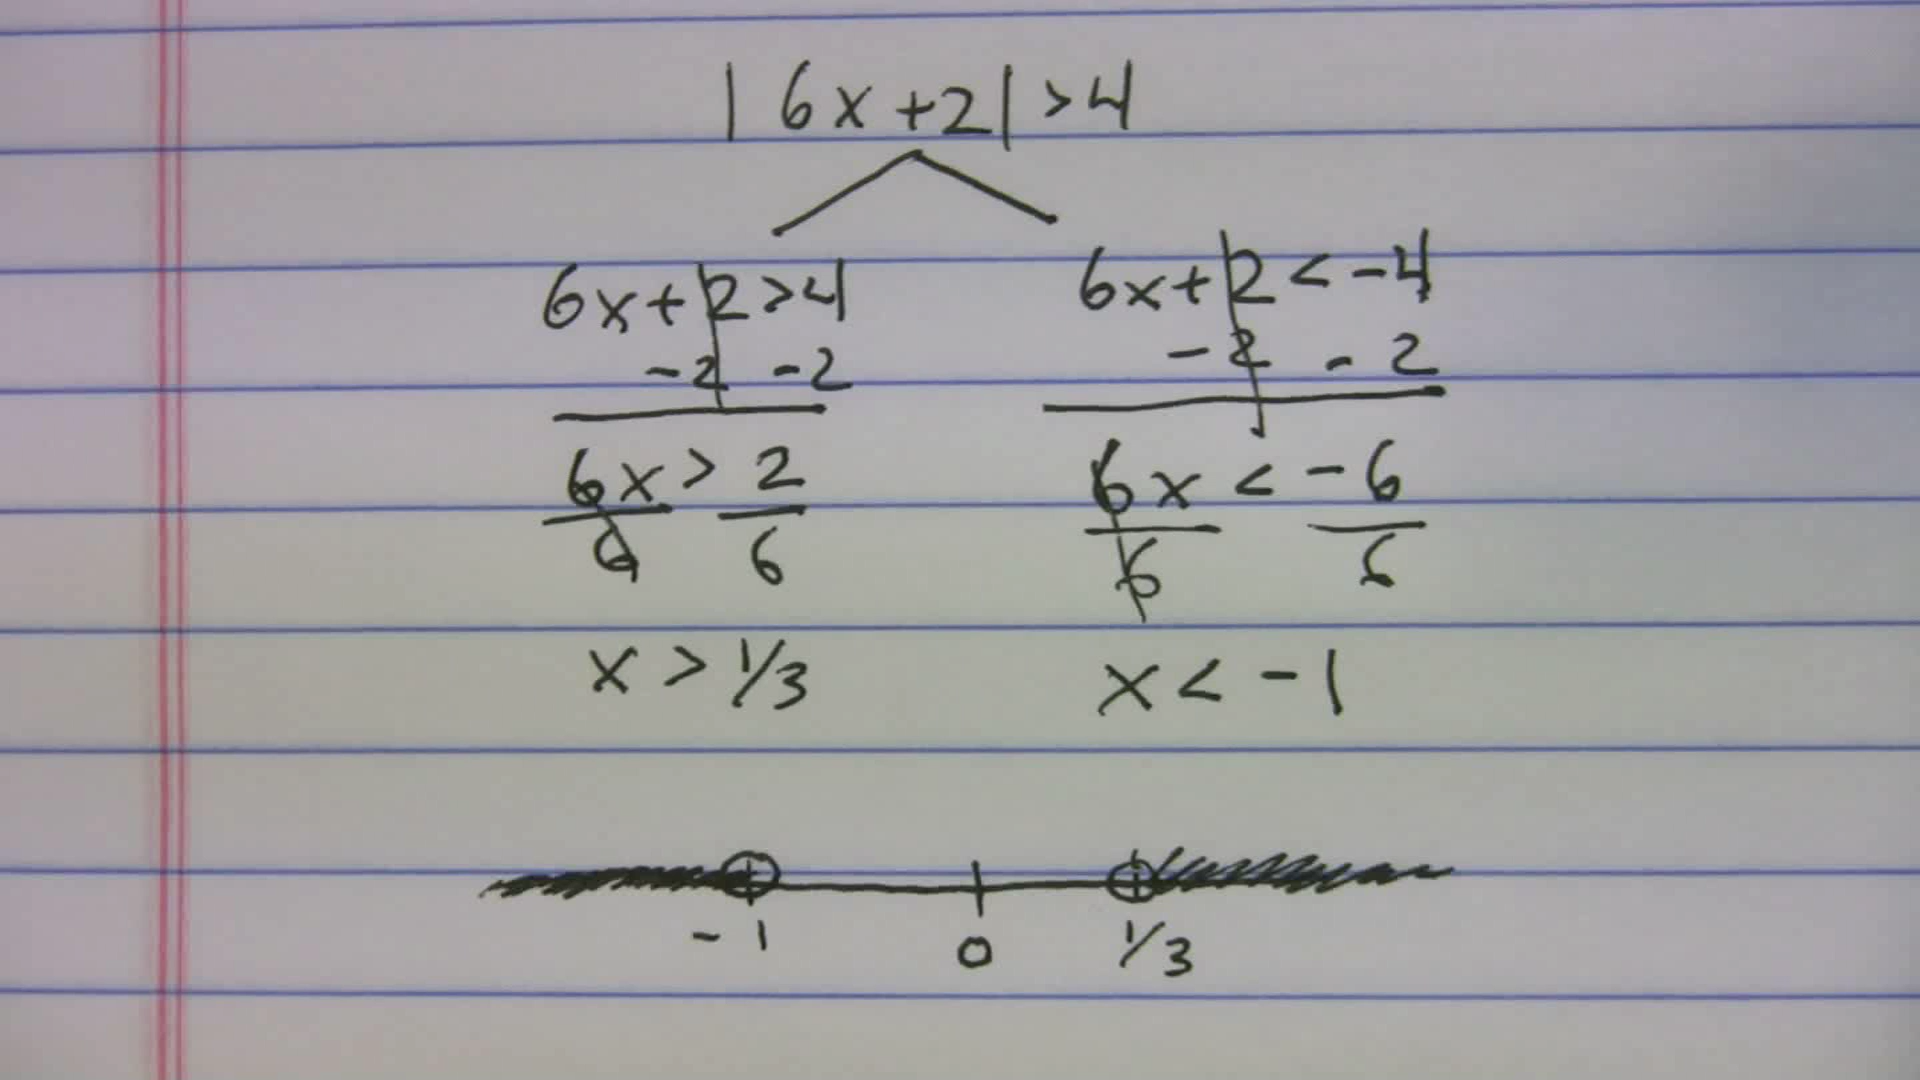 |6x+2|>4
6x+2>4 6x+2<-4
-2 -2 -2 -2
6x > 2 6x < -6
6 6 6 6
x > 1/3 x < -1
-1 0 1/3